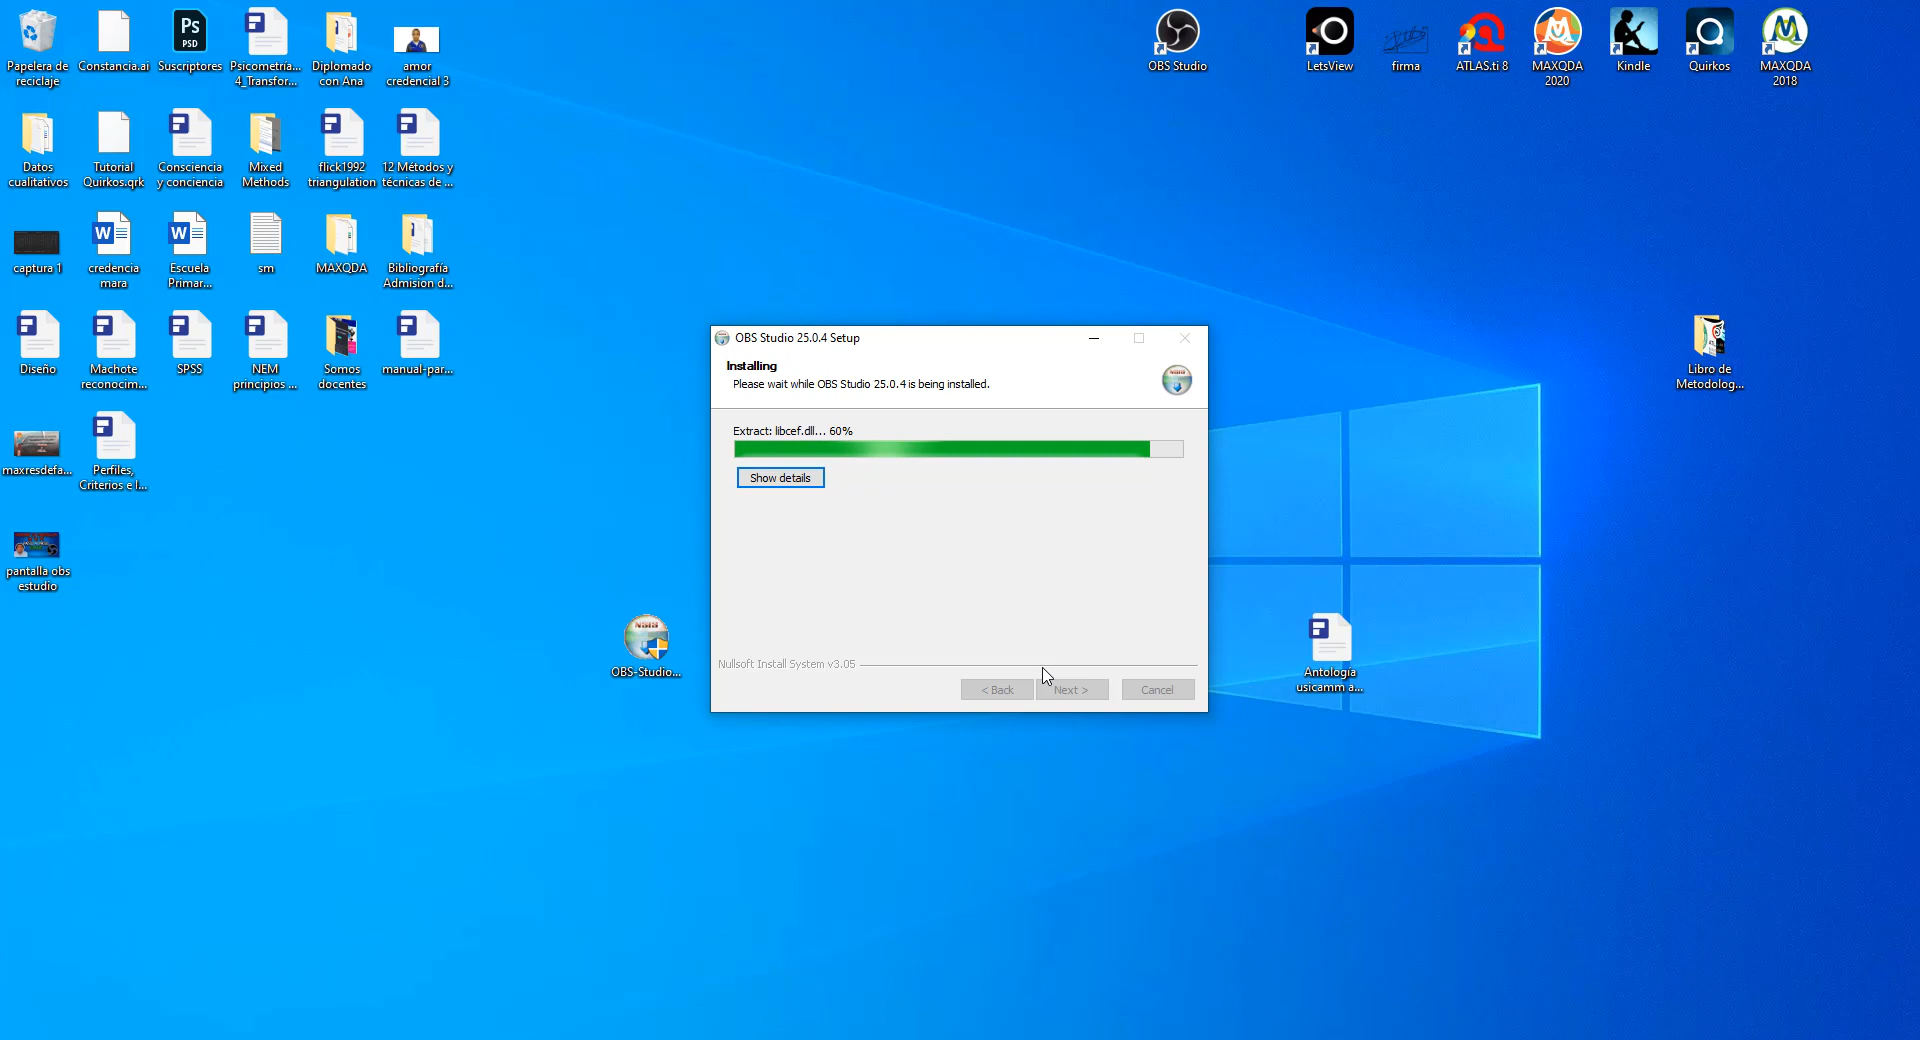 Papelera de
reciclaje
Constancia.ai
Ps
PSD
Suscriptores
Psicometría...
4_Transfor...
Diplomado
con Ana
amor
credencial 3
OBS Studio
LetsView
firma
ATLAS.ti 8
MAXQDA
2020
Kindle
Quirkos
MAXQDA
2018
Datos
cualitativos
Tutorial
Quirkos.qrk
Consciencia
y conciencia
Mixed
Methods
flick1992
triangulation
12 Métodos y
técnicas de ...
captura 1
credencia
mara
Escuela
Primar...
sm
MAXQDA
Bibliografía
Admision d...
Diseño
Machote
reconocim...
SPSS
NEM
principios ...
Somos
docentes
manual-par...
Libro de
Metodolog...
maxresdefa...
Perfiles,
Criterios e I...
pantalla obs
estudio
OBS-Studio...
Antología
usicamm a...
OBS Studio 25.0.4 Setup
Installing
Please wait while OBS Studio 25.0.4 is being installed.
Extract: libcef.dll... 60%
Show details
Nullsoft Install System v3.05
< Back
Next >
Cancel